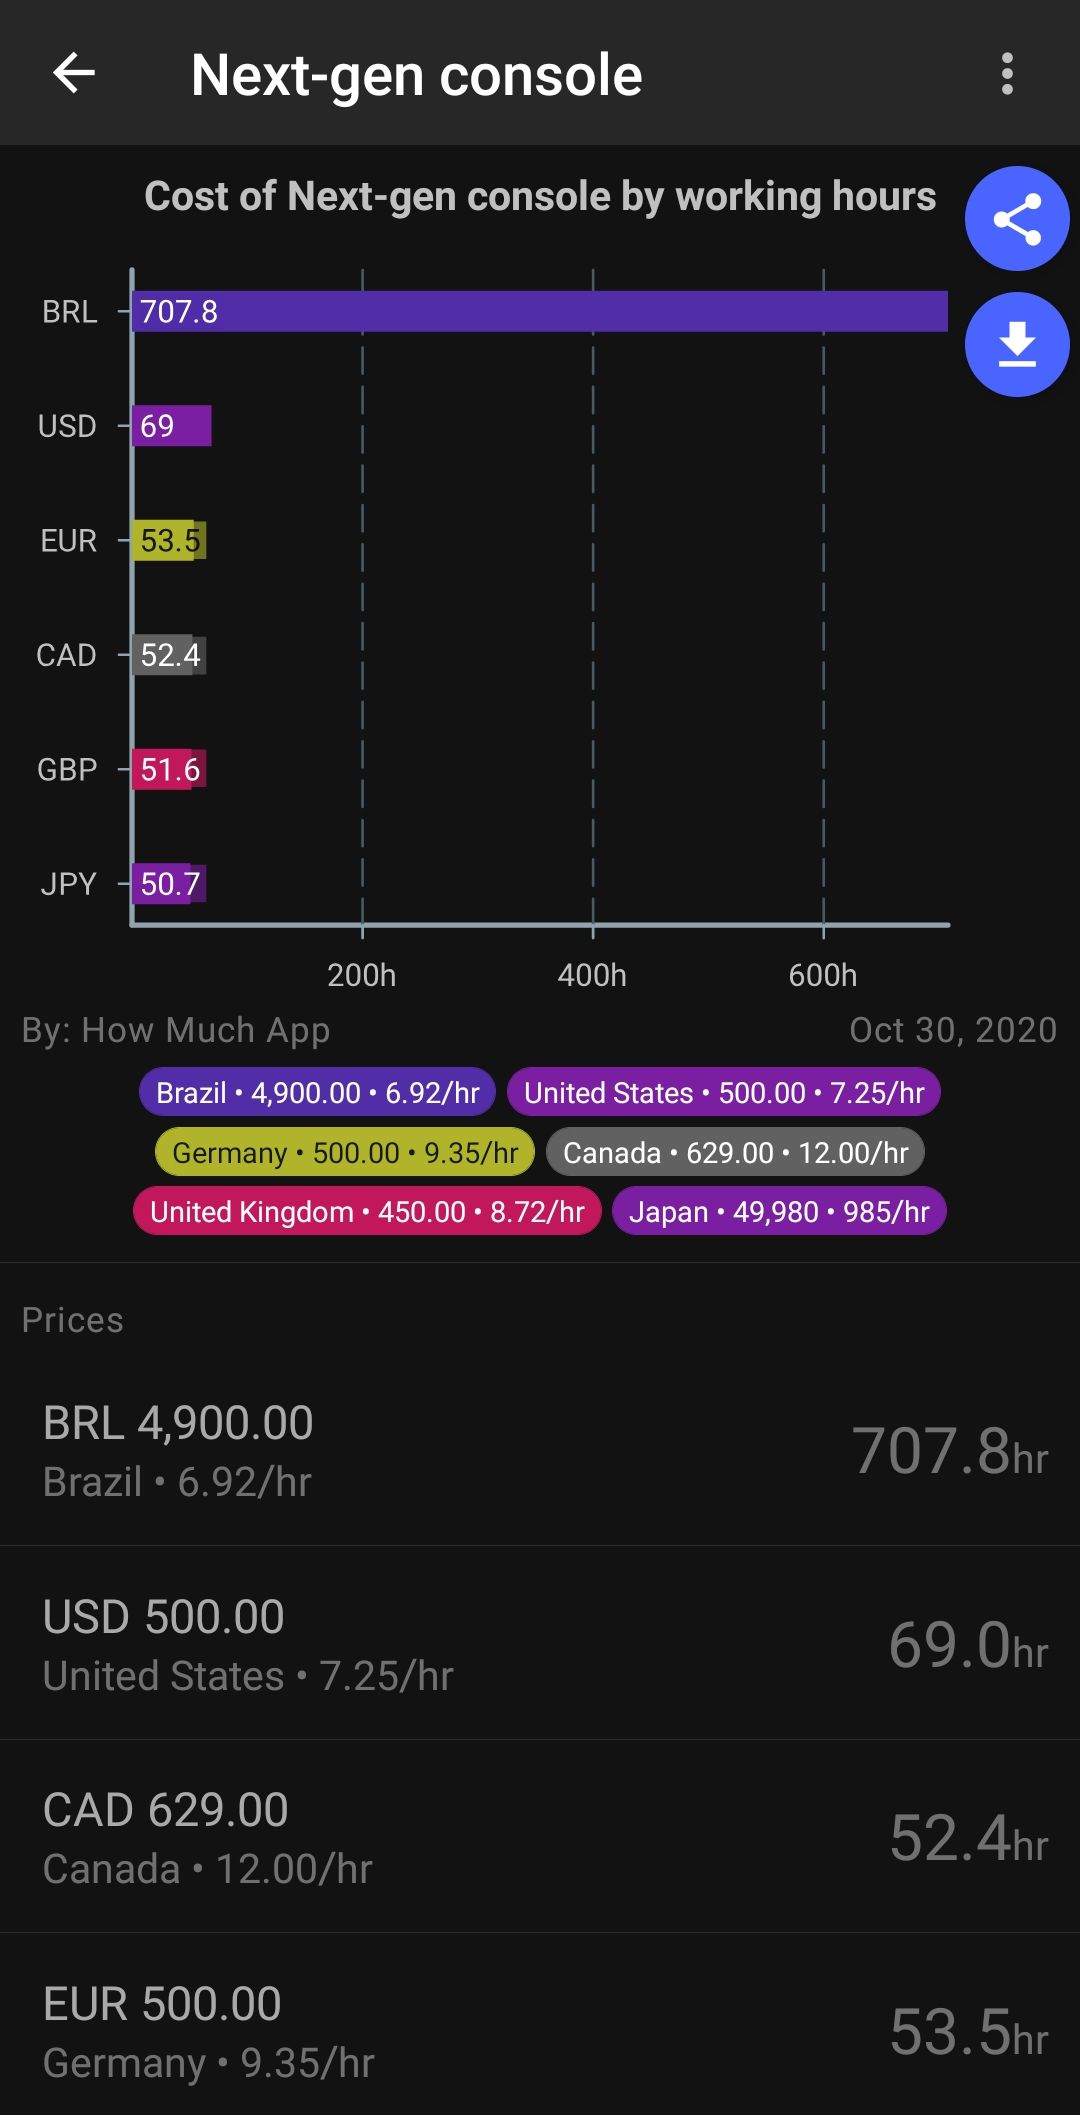 Next-gen console
Cost of Next-gen console by working hours
BRL 707.8
USD 69
EUR 53.5
CAD 52.4
GBP 51.6
JPY 50.7
200h 400h 600h
By: How Much App Oct 30, 2020
Brazil • 4,900.00 • 6.92/hr United States • 500.00 • 7.25/hr
Germany • 500.00 • 9.35/hr Canada • 629.00 • 12.00/hr
United Kingdom • 450.00 • 8.72/hr Japan • 49,980 • 985/hr
Prices
BRL 4,900.00
Brazil • 6.92/hr
707.8hr
USD 500.00
United States • 7.25/hr
69.0hr
CAD 629.00
Canada • 12.00/hr
52.4hr
EUR 500.00
Germany • 9.35/hr
53.5hr